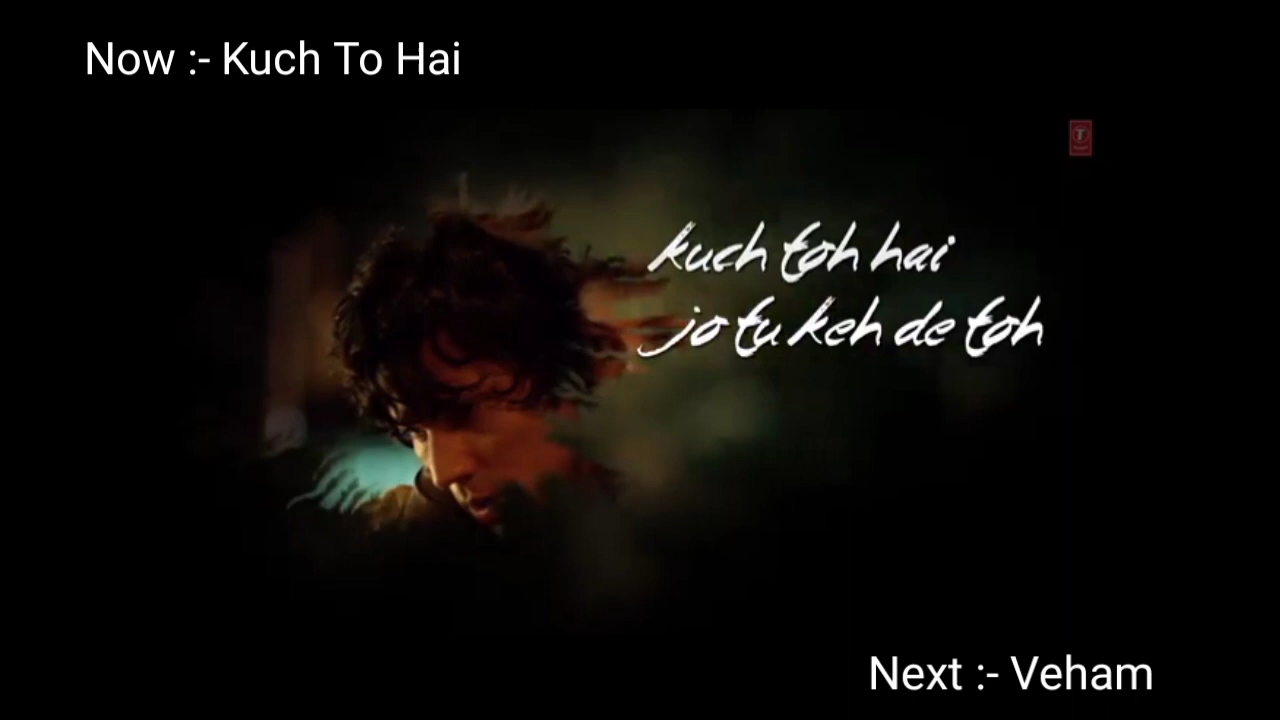 Now :- Kuch To Hai
T
kuch toh hai
jo tu keh de toh
Next :- Veham